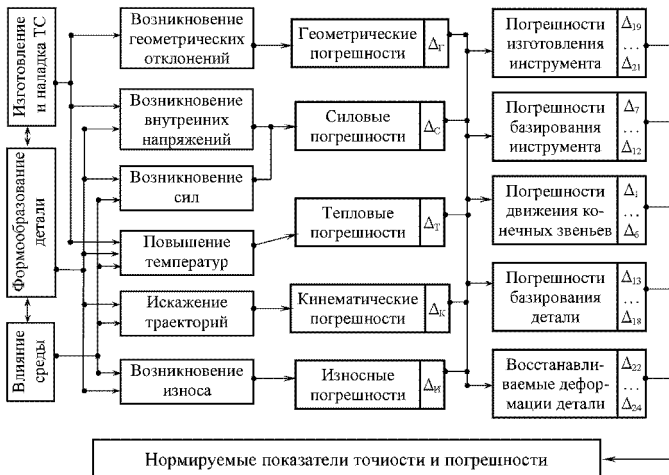 Изготовление
и наладка ТС
Формообразование
детали
Влияние
среды
Возникновение
геометрических
отклонений
Возникновение
внутренних
напряжений
Возникновение
сил
Повышение
температур
Искажение
траекторий
Возникновение
износа
Геометрические
погрешности
Δг
Силовые
погрешности
Δс
Тепловые
погрешности
Δт
Кинематические
погрешности
Δк
Износные
погрешности
Δи
Погрешности
изготовления
инструмента
Δ19
...
Δ21
Погрешности
базирования
инструмента
Δ7
...
Δ12
Погрешности
движения ко-
нечных звеньев
Δ1
...
Δ6
Погрешности
базирования
детали
Δ13
...
Δ18
Восстанавли-
ваемые дефор-
мации детали
Δ22
...
Δ24
Нормируемые показатели точности и погрешности